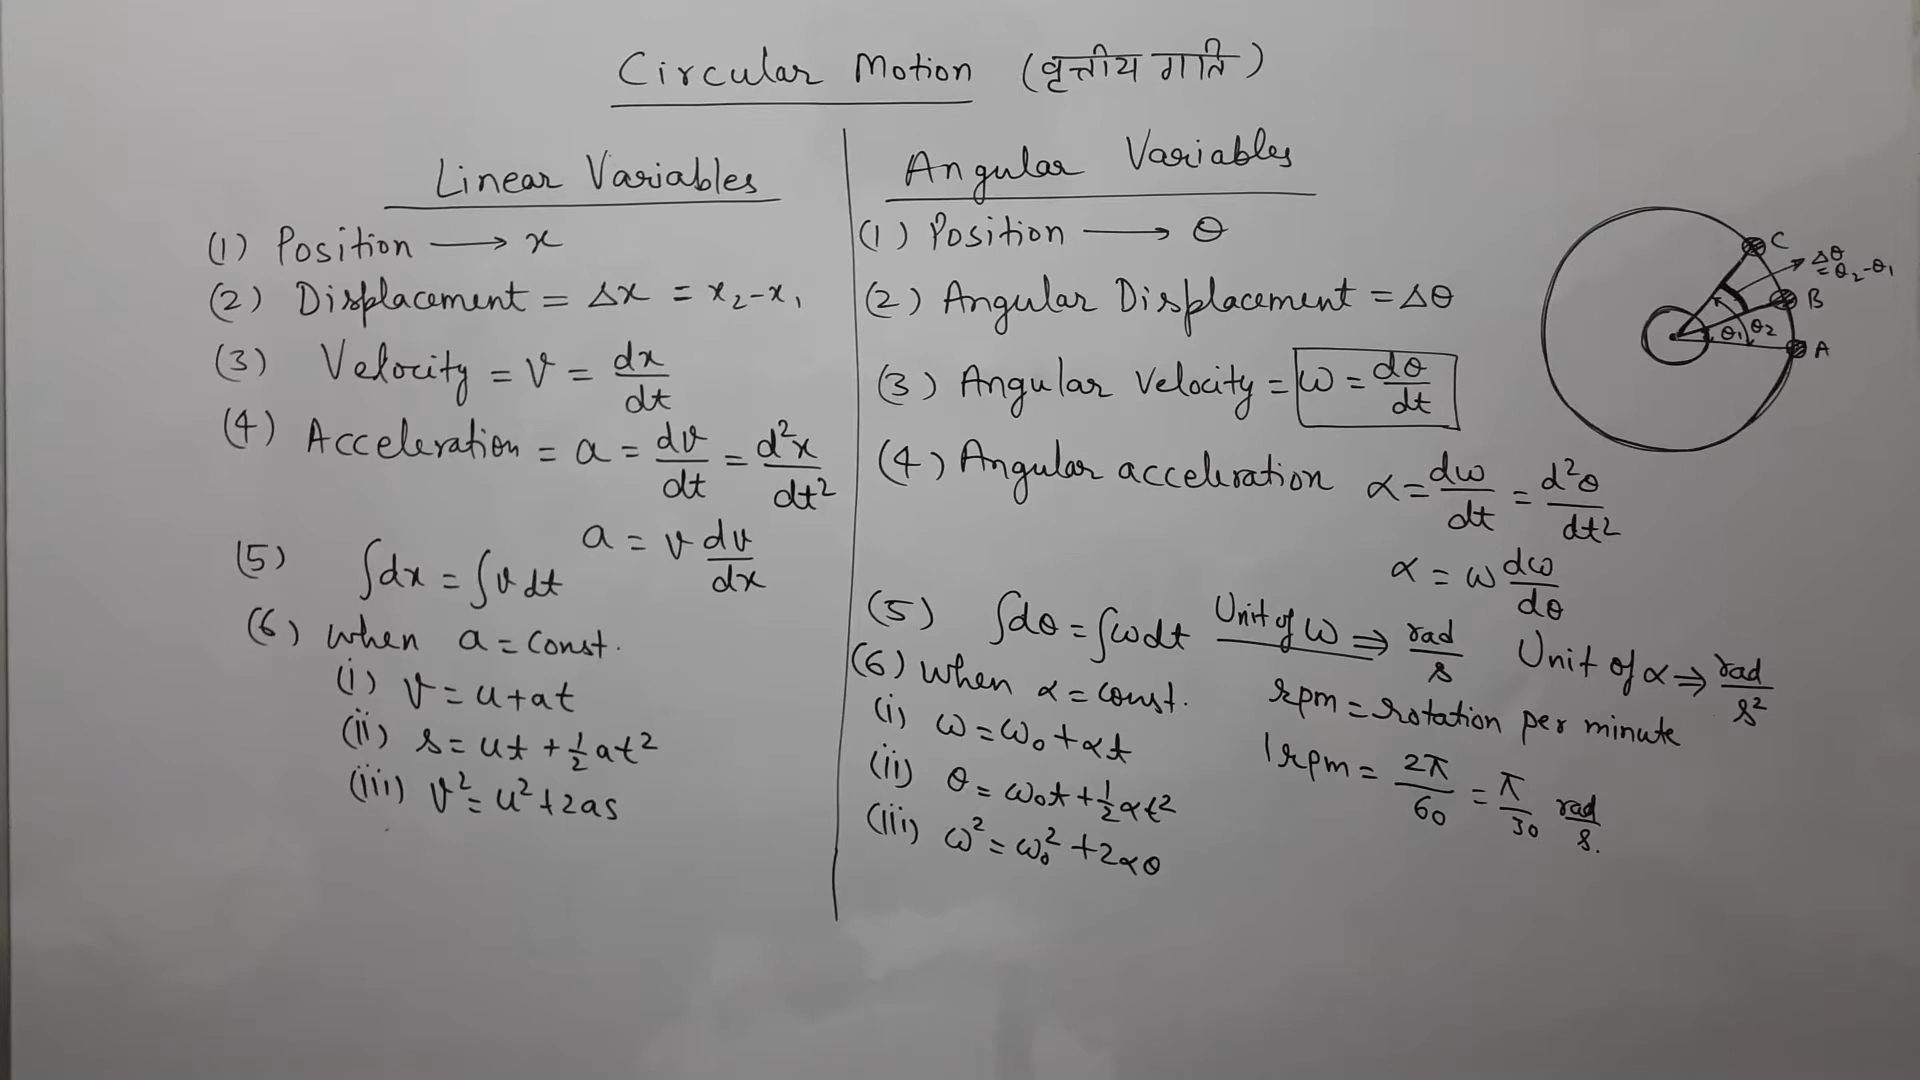 Circular Motion (वृत्तीय गति)
Linear Variables
(1) Position ⟶ x
(2) Displacement = Δx = x₂-x₁
(3) Velocity = v = dx/dt
(4) Acceleration = a = dv/dt = d²x/dt²
a = v dv/dx
(5) ∫dx = ∫v dt
(6) when a = const.
(i) v = u+at
(ii) s = ut + ½at²
(iii) v² = u²+2as
Angular Variables
(1) Position ⟶ θ
(2) Angular Displacement = Δθ
(3) Angular Velocity = ω = dθ/dt
(4) Angular acceleration α = dω/dt = d²θ/dt²
α = ω dω/dθ
(5) ∫dθ = ∫ωdt
Unit of ω ⇒ rad/s
Unit of α ⇒ rad/s²
(6) when α = const.
(i) ω = ω₀+αt
(ii) θ = ω₀t + ½αt²
(iii) ω² = ω₀² + 2αθ
rpm = rotation per minute
1 rpm = 2π/60 = π/30 rad/s.
C
Δθ
= θ₂-θ₁
B
θ₁ θ₂
A